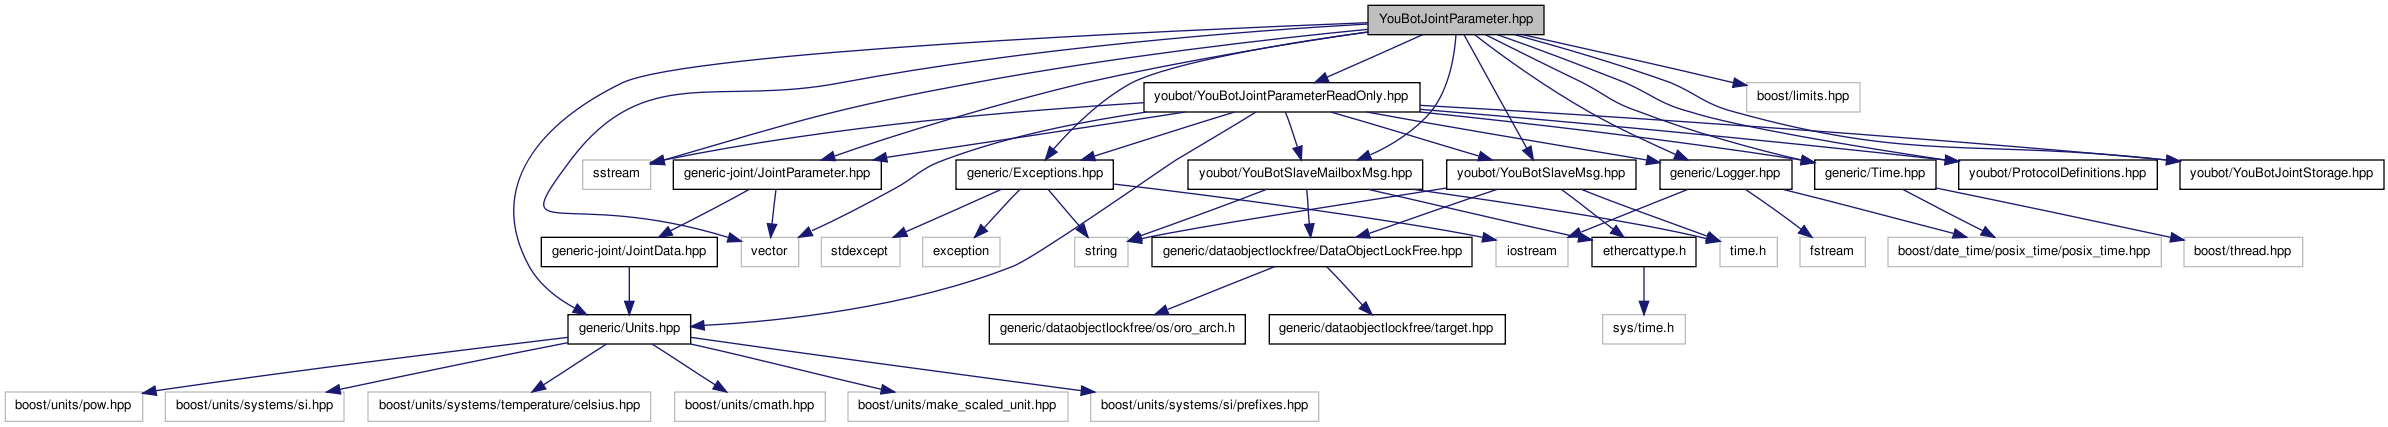 YouBotJointParameter.hpp
youbot/YouBotJointParameterReadOnly.hpp
boost/limits.hpp
sstream
generic-joint/JointParameter.hpp
generic/Exceptions.hpp
youbot/YouBotSlaveMailboxMsg.hpp
youbot/YouBotSlaveMsg.hpp
generic/Logger.hpp
generic/Time.hpp
youbot/ProtocolDefinitions.hpp
youbot/YouBotJointStorage.hpp
generic-joint/JointData.hpp
vector
stdexcept
exception
string
generic/dataobjectlockfree/DataObjectLockFree.hpp
iostream
ethercattype.h
time.h
fstream
boost/date_time/posix_time/posix_time.hpp
boost/thread.hpp
generic/Units.hpp
generic/dataobjectlockfree/os/oro_arch.h
generic/dataobjectlockfree/target.hpp
sys/time.h
boost/units/pow.hpp
boost/units/systems/si.hpp
boost/units/systems/temperature/celsius.hpp
boost/units/cmath.hpp
boost/units/make_scaled_unit.hpp
boost/units/systems/si/prefixes.hpp